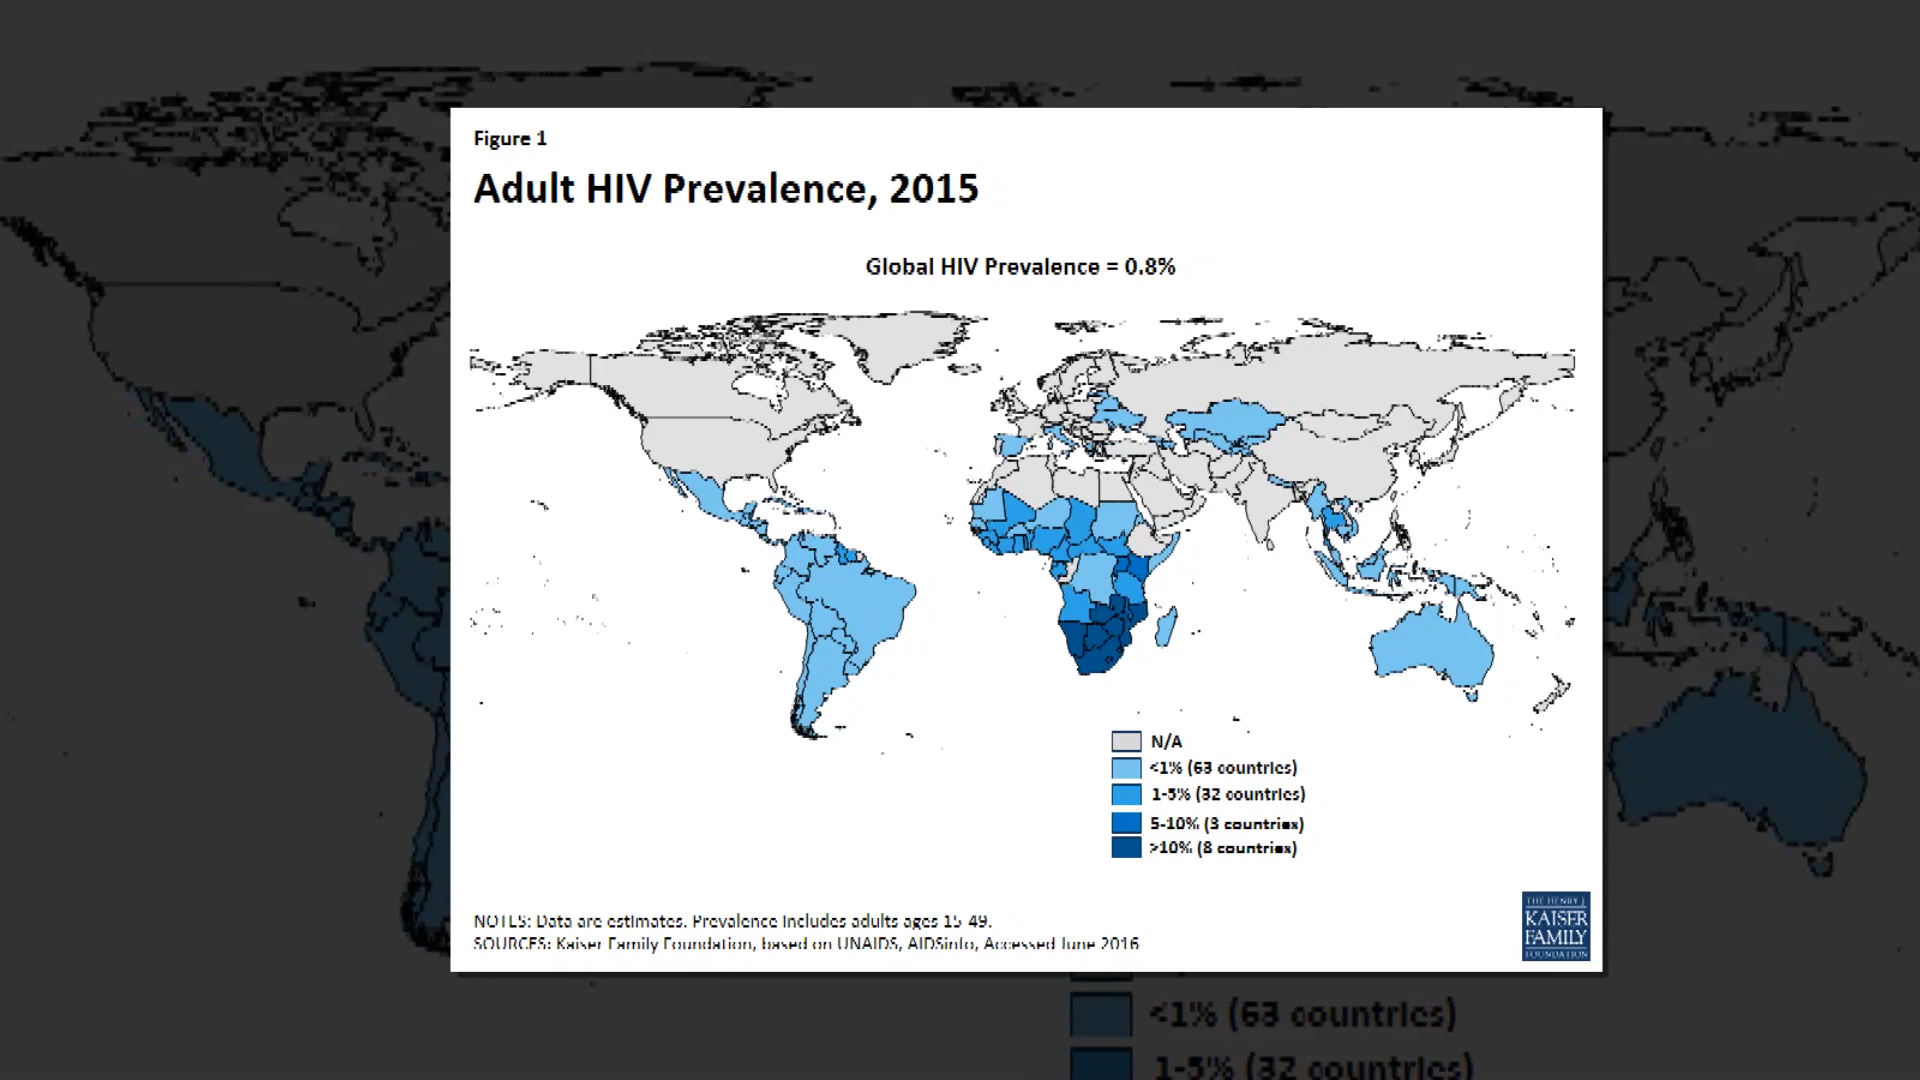 Figure 1
Adult HIV Prevalence, 2015
Global HIV Prevalence = 0.8%
N/A
<1% (63 countries)
1-5% (32 countries)
5-10% (3 countries)
>10% (8 countries)
NOTES: Data are estimates. Prevalence includes adults ages 15-49.
SOURCES: Kaiser Family Foundation, based on UNAIDS, AIDSinfo, Accessed June 2016
THE HENRY J.
KAISER
FAMILY
FOUNDATION
<1% (63 countries)
1-5% (32 countries)